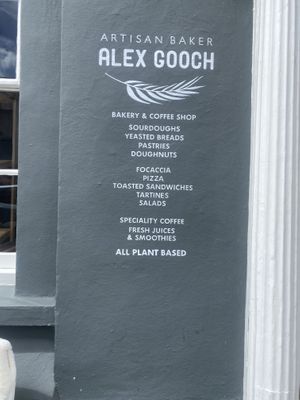 ARTISAN BAKER
ALEX GOOCH
BAKERY & COFFEE SHOP
SOURDOUGHS
YEASTED BREADS
PASTRIES
DOUGHNUTS
FOCACCIA
PIZZA
TOASTED SANDWICHES
TARTINES
SALADS
SPECIALITY COFFEE
FRESH JUICES
& SMOOTHIES
ALL PLANT BASED